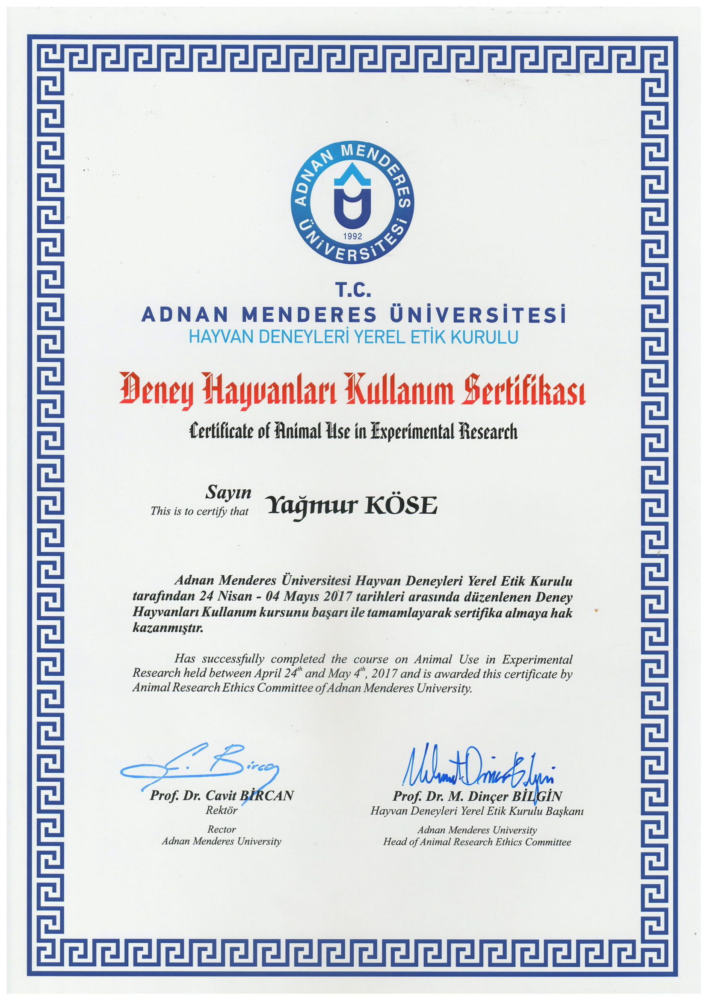 ADNAN MENDERES
ÜNİVERSİTESİ
1992
T.C.
ADNAN MENDERES ÜNİVERSİTESİ
HAYVAN DENEYLERİ YEREL ETİK KURULU
Deney Hayvanları Kullanım Sertifikası
Certificate of Animal Use in Experimental Research
Sayın
This is to certify that
Yağmur KÖSE
Adnan Menderes Üniversitesi Hayvan Deneyleri Yerel Etik Kurulu
tarafından 24 Nisan - 04 Mayıs 2017 tarihleri arasında düzenlenen Deney
Hayvanları Kullanım kursunu başarı ile tamamlayarak sertifika almaya hak
kazanmıştır.
Has successfully completed the course on Animal Use in Experimental
Research held between April 24th and May 4th, 2017 and is awarded this certificate by
Animal Research Ethics Committee of Adnan Menderes University.
Prof. Dr. Cavit BİRCAN
Rektör
Rector
Adnan Menderes University
Prof. Dr. M. Dinçer BİLGİN
Hayvan Deneyleri Yerel Etik Kurulu Başkanı
Adnan Menderes University
Head of Animal Research Ethics Committee